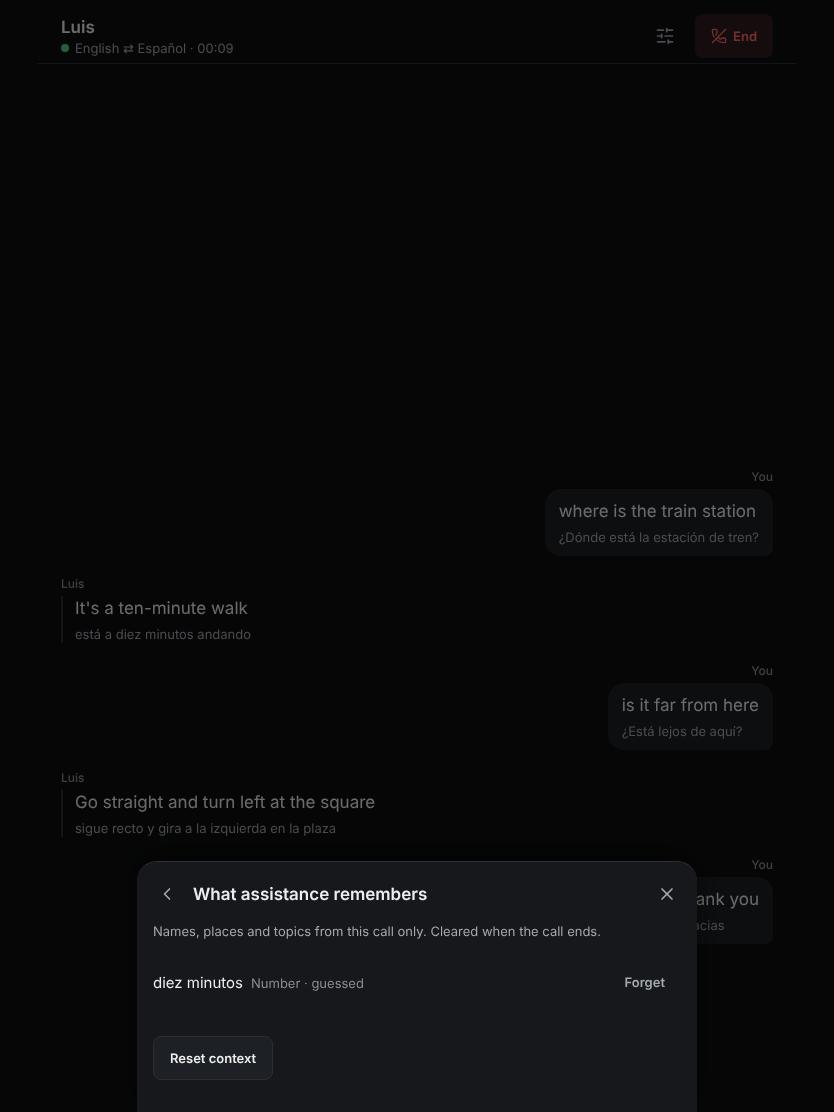 Luis
English ⇄ Español · 00:09
End
You
where is the train station
¿Dónde está la estación de tren?
Luis
It's a ten-minute walk
está a diez minutos andando
You
is it far from here
¿Está lejos de aquí?
Luis
Go straight and turn left at the square
sigue recto y gira a la izquierda en la plaza
You
you
What assistance remembers
Names, places and topics from this call only. Cleared when the call ends.
diez minutos Number · guessed
Forget
Reset context